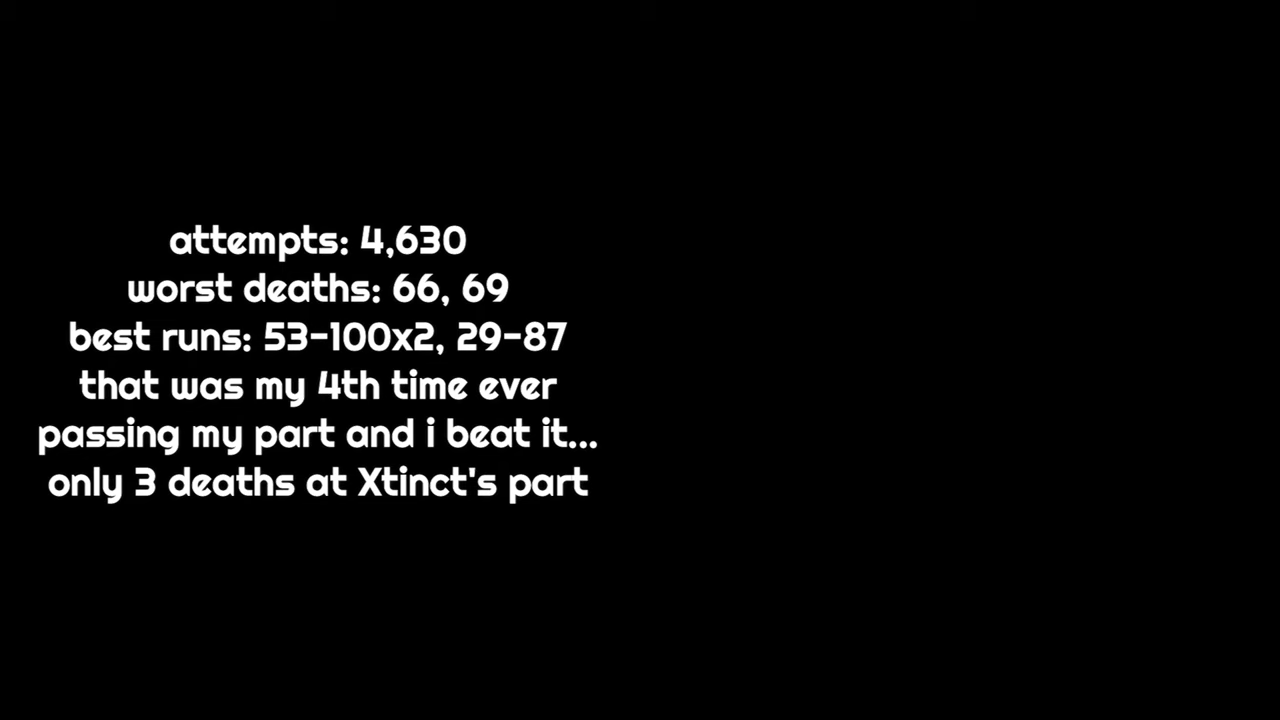 attempts: 4,630
worst deaths: 66, 69
best runs: 53-100x2, 29-87
that was my 4th time ever
passing my part and i beat it...
only 3 deaths at Xtinct's part